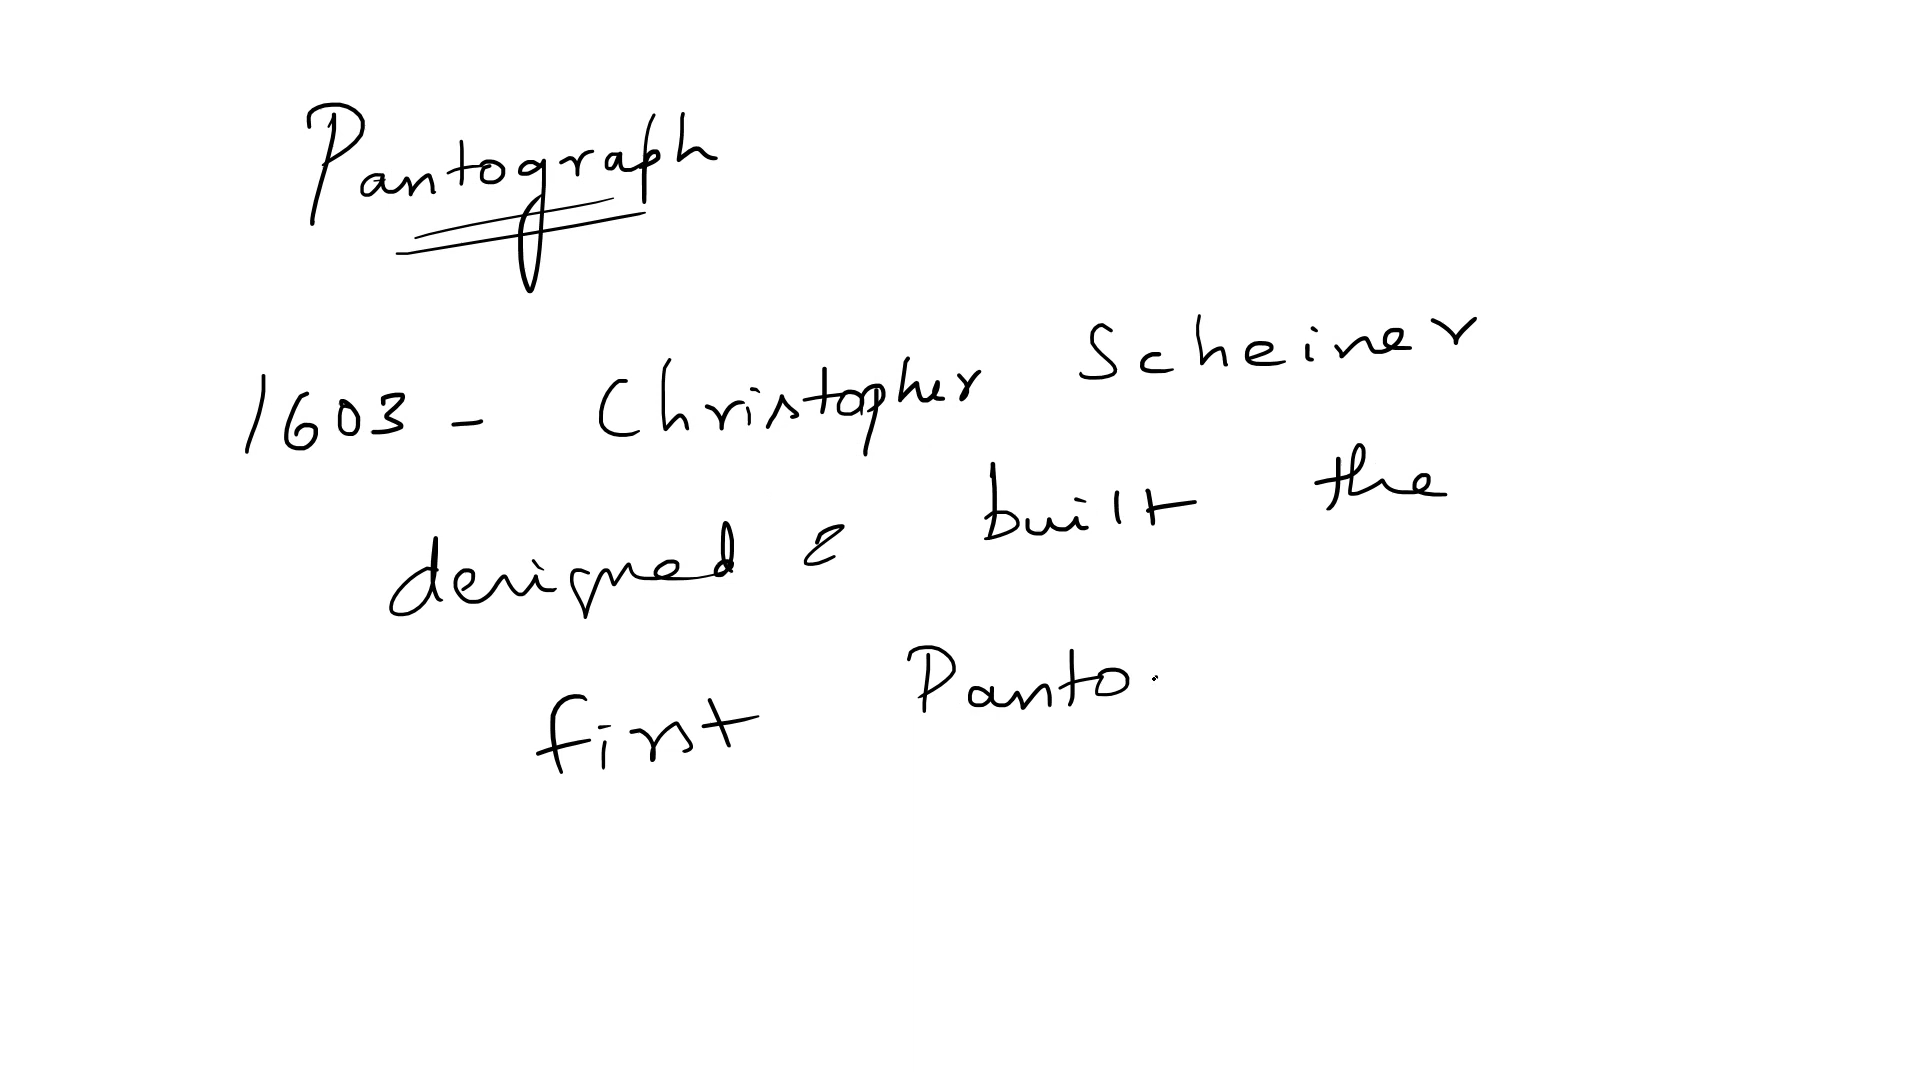 Pantograph
1603 - Christopher Scheiner
designed & built the
first Panto.